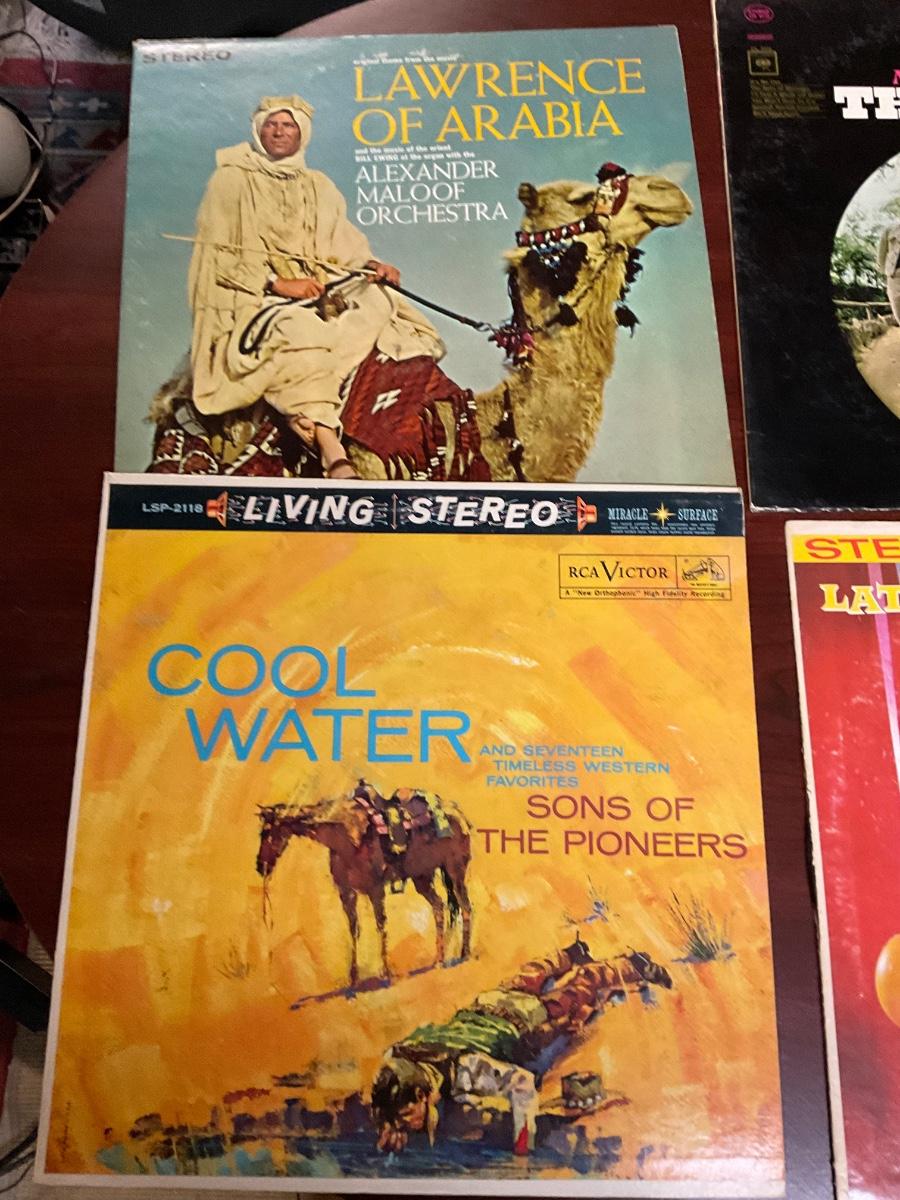 STEREO
original theme from the movie
LAWRENCE
OF ARABIA
and the music of the orient
BILL EWING at the organ with the
ALEXANDER
MALOOF
ORCHESTRA
TH
LSP-2118
LIVING STEREO
MIRACLE SURFACE
RCA VICTOR
A "New Orthophonic" High Fidelity Recording
COOL
WATER
AND SEVENTEEN
TIMELESS WESTERN
FAVORITES
SONS OF
THE PIONEERS
STE
LAT